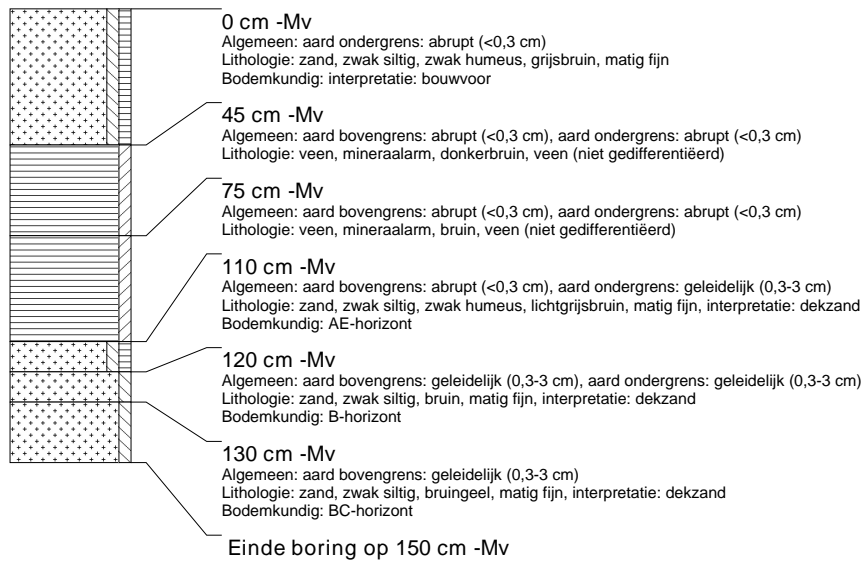 0 cm -Mv
Algemeen: aard ondergrens: abrupt (<0,3 cm)
Lithologie: zand, zwak siltig, zwak humeus, grijsbruin, matig fijn
Bodemkundig: interpretatie: bouwvoor
45 cm -Mv
Algemeen: aard bovengrens: abrupt (<0,3 cm), aard ondergrens: abrupt (<0,3 cm)
Lithologie: veen, mineraalarm, donkerbruin, veen (niet gedifferentiëerd)
75 cm -Mv
Algemeen: aard bovengrens: abrupt (<0,3 cm), aard ondergrens: abrupt (<0,3 cm)
Lithologie: veen, mineraalarm, bruin, veen (niet gedifferentiëerd)
110 cm -Mv
Algemeen: aard bovengrens: abrupt (<0,3 cm), aard ondergrens: geleidelijk (0,3-3 cm)
Lithologie: zand, zwak siltig, zwak humeus, lichtgrijsbruin, matig fijn, interpretatie: dekzand
Bodemkundig: AE-horizont
120 cm -Mv
Algemeen: aard bovengrens: geleidelijk (0,3-3 cm), aard ondergrens: geleidelijk (0,3-3 cm)
Lithologie: zand, zwak siltig, bruin, matig fijn, interpretatie: dekzand
Bodemkundig: B-horizont
130 cm -Mv
Algemeen: aard bovengrens: geleidelijk (0,3-3 cm)
Lithologie: zand, zwak siltig, bruingeel, matig fijn, interpretatie: dekzand
Bodemkundig: BC-horizont
Einde boring op 150 cm -Mv